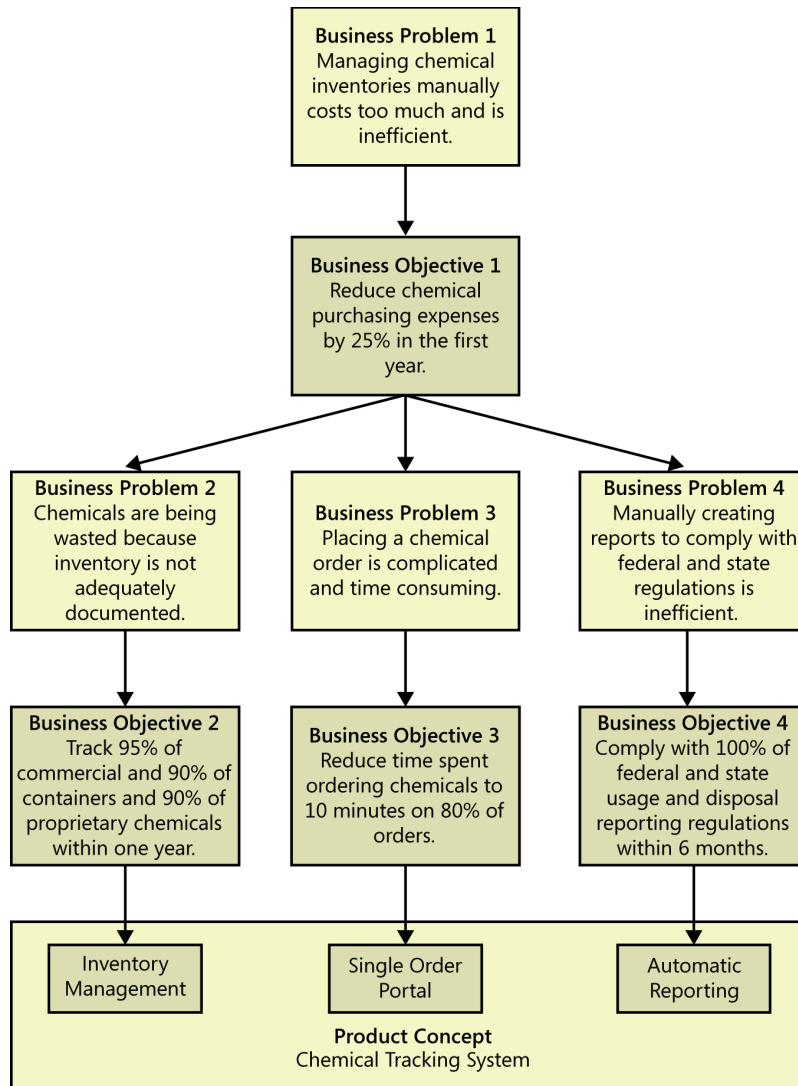 Business Problem 1
Managing chemical
inventories manually
costs too much and is
inefficient.
Business Objective 1
Reduce chemical
purchasing expenses
by 25% in the first
year.
Business Problem 2
Chemicals are being
wasted because
inventory is not
adequately
documented.
Business Problem 3
Placing a chemical
order is complicated
and time consuming.
Business Problem 4
Manually creating
reports to comply with
federal and state
regulations is
inefficient.
Business Objective 2
Track 95% of
commercial and 90% of
containers and 90% of
proprietary chemicals
within one year.
Business Objective 3
Reduce time spent
ordering chemicals to
10 minutes on 80% of
orders.
Business Objective 4
Comply with 100% of
federal and state
usage and disposal
reporting regulations
within 6 months.
Inventory
Management
Single Order
Portal
Automatic
Reporting
Product Concept
Chemical Tracking System